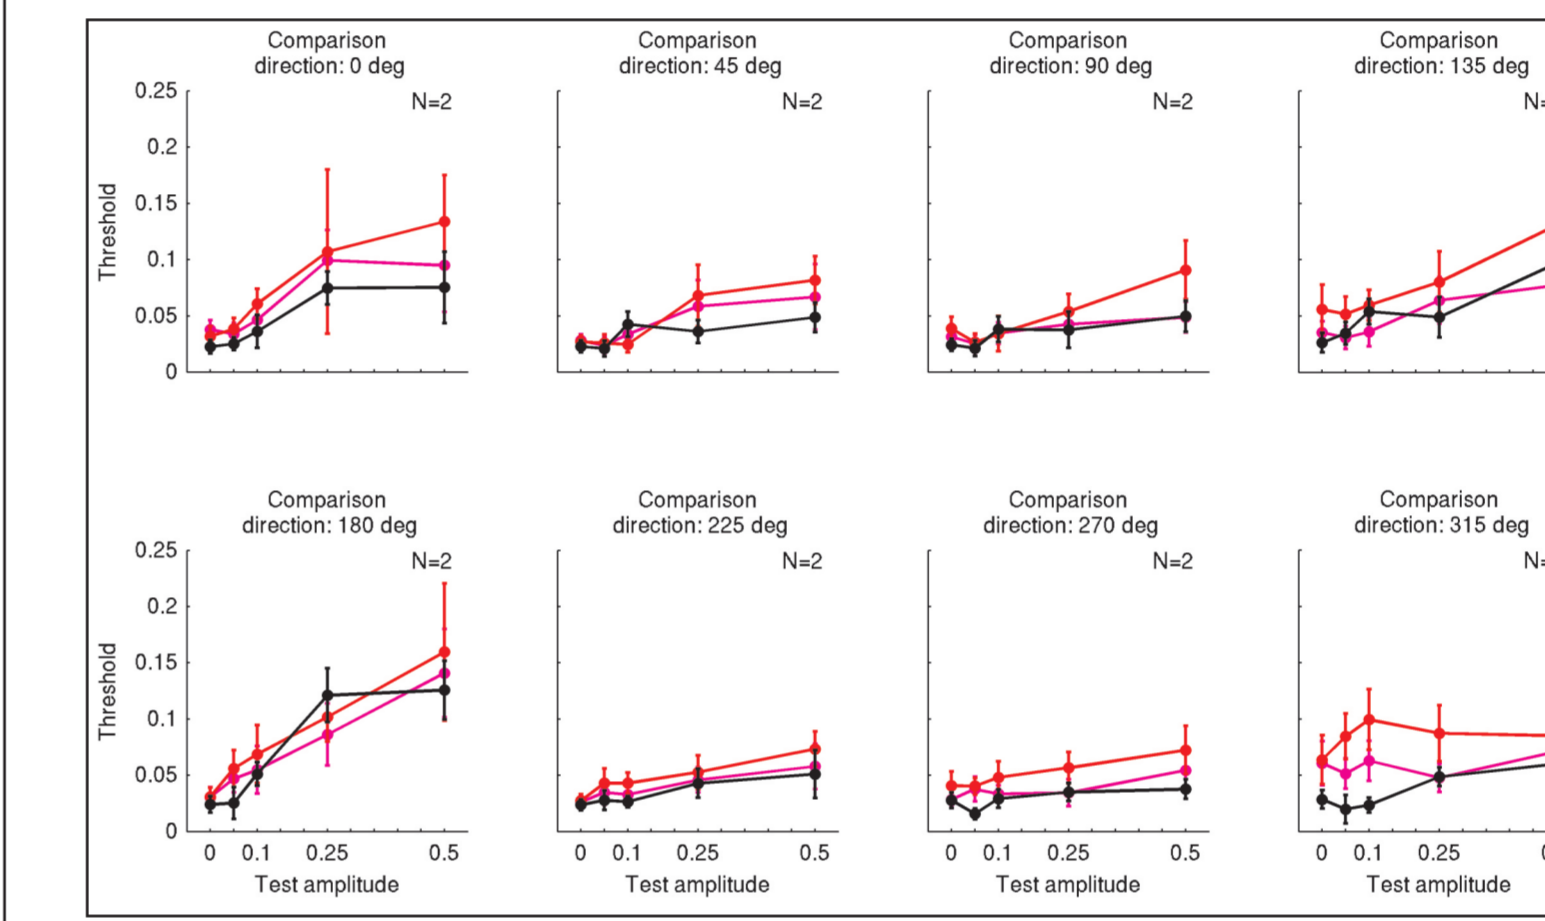 Comparison
direction: 0 deg
Comparison
direction: 45 deg
Comparison
direction: 90 deg
Comparison
direction: 135 deg
N=2
N=2
N=2
N=
0.25
0.2
0.15
0.1
0.05
0
Threshold
Comparison
direction: 180 deg
Comparison
direction: 225 deg
Comparison
direction: 270 deg
Comparison
direction: 315 deg
N=2
N=2
N=2
N=
0.25
0.2
0.15
0.1
0.05
0
Threshold
0 0.1 0.25 0.5
0 0.1 0.25 0.5
0 0.1 0.25 0.5
0 0.1 0.25
Test amplitude
Test amplitude
Test amplitude
Test amplitude